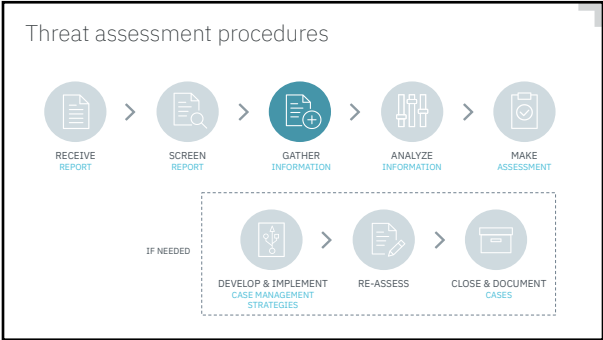 Threat assessment procedures
RECEIVE
REPORT
SCREEN
REPORT
GATHER
INFORMATION
ANALYZE
INFORMATION
MAKE
ASSESSMENT
IF NEEDED
DEVELOP & IMPLEMENT
CASE MANAGEMENT
STRATEGIES
RE-ASSESS
CLOSE & DOCUMENT
CASES